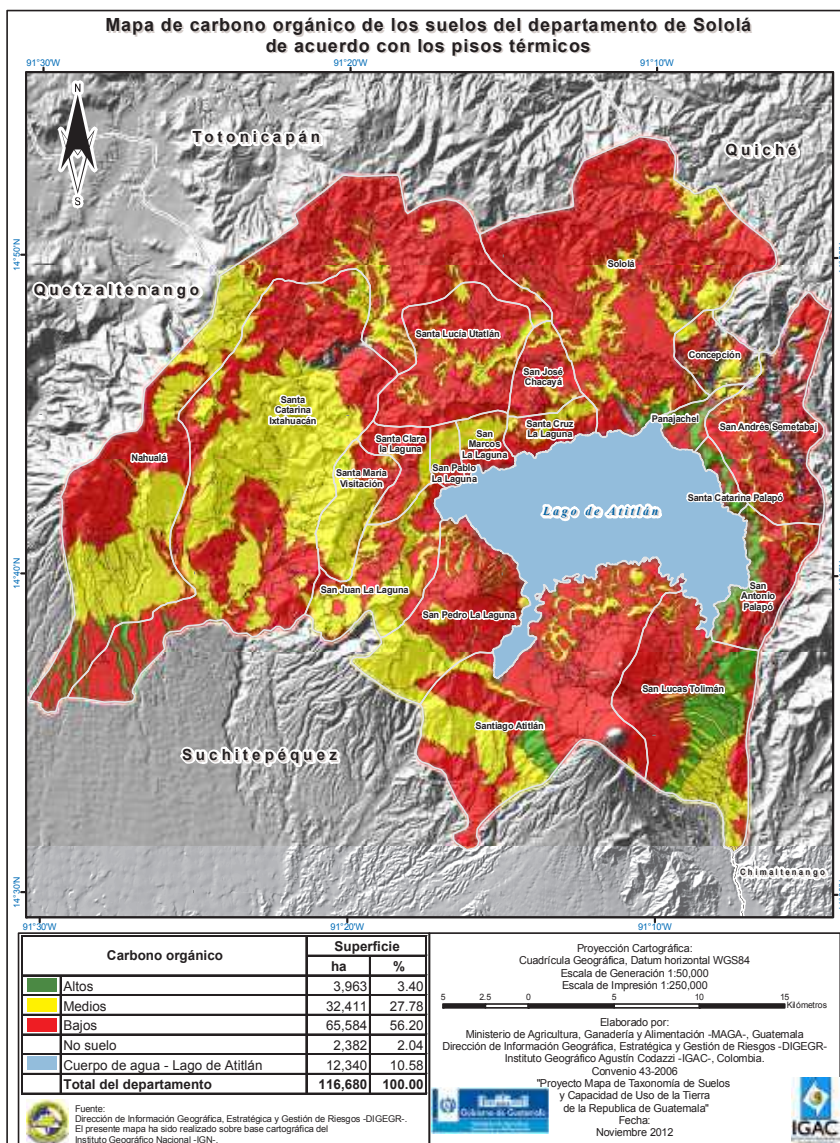 Mapa de carbono orgánico de los suelos del departamento de Sololá
de acuerdo con los pisos térmicos
91°30'W
91°20'W
91°10'W
N
S
Totonicapán
Quiché
14°50'N
Quetzaltenango
Sololá
Santa Lucía Utatlán
Concepción
San José
Chacayá
Santa
Catarina
Ixtahuacán
Panajachel
San Andrés Semetabaj
Santa Cruz
La Laguna
San
Marcos
La Laguna
Santa Clara
la Laguna
Nahualá
San Pablo
La Laguna
Santa María
Visitación
Santa Catarina Palapó
Lago de Atitlán
14°40'N
San Juan La Laguna
San
Antonio
Palapó
San Pedro La Laguna
San Lucas Tolimán
Santiago Atitlán
Suchitepéquez
Chimaltenango
14°30'N
91°30'W
91°20'W
91°10'W
Carbono orgánico
Superficie
ha
%
Altos 3,963 3.40
Medios 32,411 27.78
Bajos 65,584 56.20
No suelo 2,382 2.04
Cuerpo de agua - Lago de Atitlán 12,340 10.58
Total del departamento 116,680 100.00
Fuente:
Dirección de Información Geográfica, Estratégica y Gestión de Riesgos -DIGEGR-.
El presente mapa ha sido realizado sobre base cartográfica del
Instituto Geográfico Nacional -IGN-.
Proyección Cartográfica:
Cuadrícula Geográfica, Datum horizontal WGS84
Escala de Generación 1:50,000
Escala de Impresión 1:250,000
5 2.5 0 5 10 15
Kilómetros
Elaborado por:
Ministerio de Agricultura, Ganadería y Alimentación -MAGA-, Guatemala
Dirección de Información Geográfica, Estratégica y Gestión de Riesgos -DIGEGR-
Instituto Geográfico Agustín Codazzi -IGAC-, Colombia.
Convenio 43-2006
"Proyecto Mapa de Taxonomía de Suelos
y Capacidad de Uso de la Tierra
de la Republica de Guatemala"
Fecha:
Noviembre 2012
Gobierno de Guatemala
IGAC